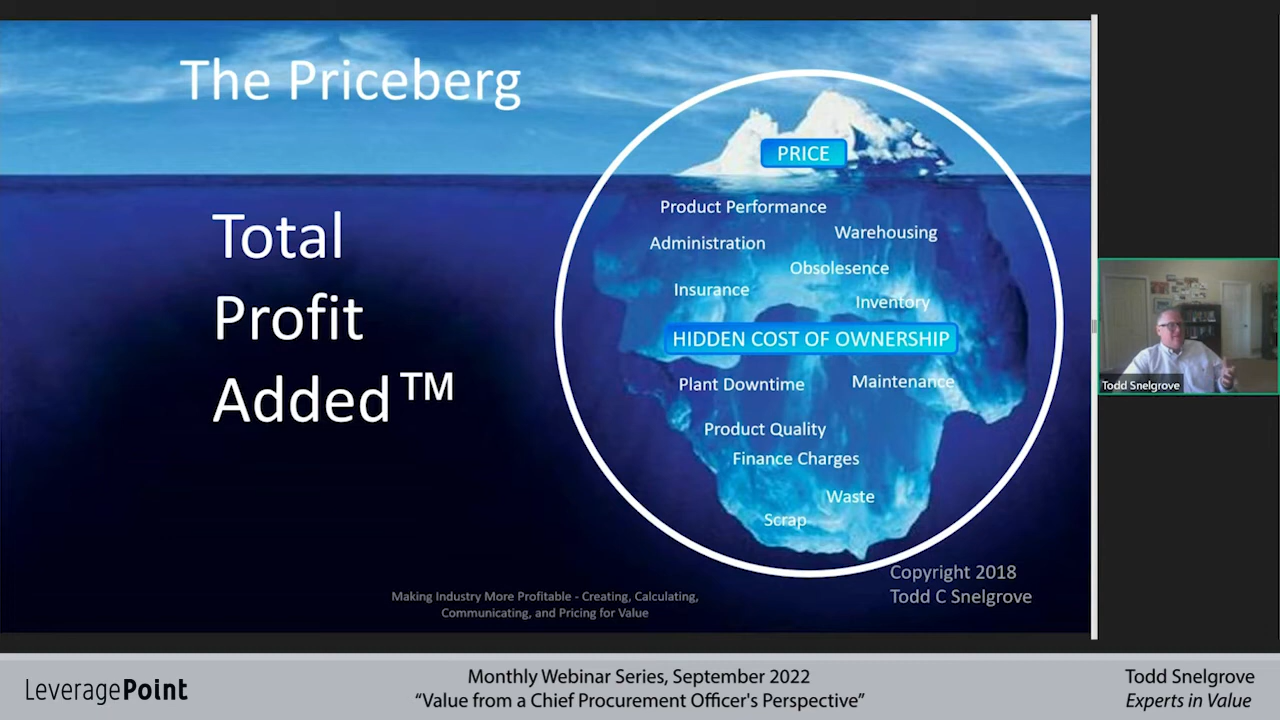 The Priceberg
Total
Profit
Added™
PRICE
Product Performance
Warehousing
Administration
Obsolesence
Insurance
Inventory
HIDDEN COST OF OWNERSHIP
Plant Downtime
Maintenance
Product Quality
Finance Charges
Waste
Scrap
Copyright 2018
Todd C Snelgrove
Making Industry More Profitable - Creating, Calculating,
Communicating, and Pricing for Value
Todd Snelgrove
LeveragePoint
Monthly Webinar Series, September 2022
“Value from a Chief Procurement Officer's Perspective”
Todd Snelgrove
Experts in Value